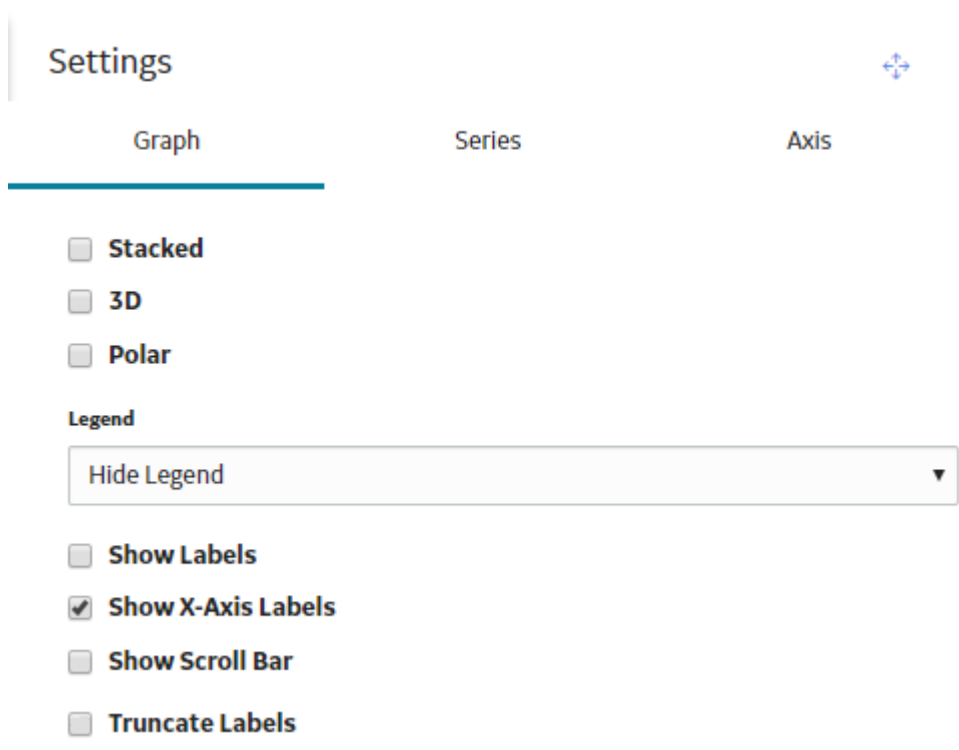 Settings
Graph Series Axis
Stacked
3D
Polar
Legend
Hide Legend
Show Labels
Show X-Axis Labels
Show Scroll Bar
Truncate Labels